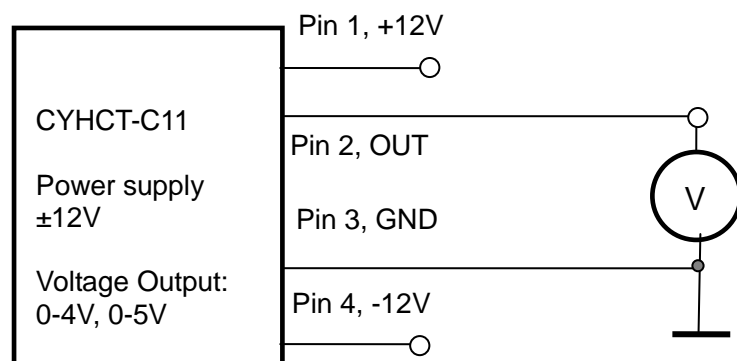 Pin 1, +12V
CYHCT-C11
Pin 2, OUT
Power supply
±12V
V
Pin 3, GND
Voltage Output:
0-4V, 0-5V
Pin 4, -12V